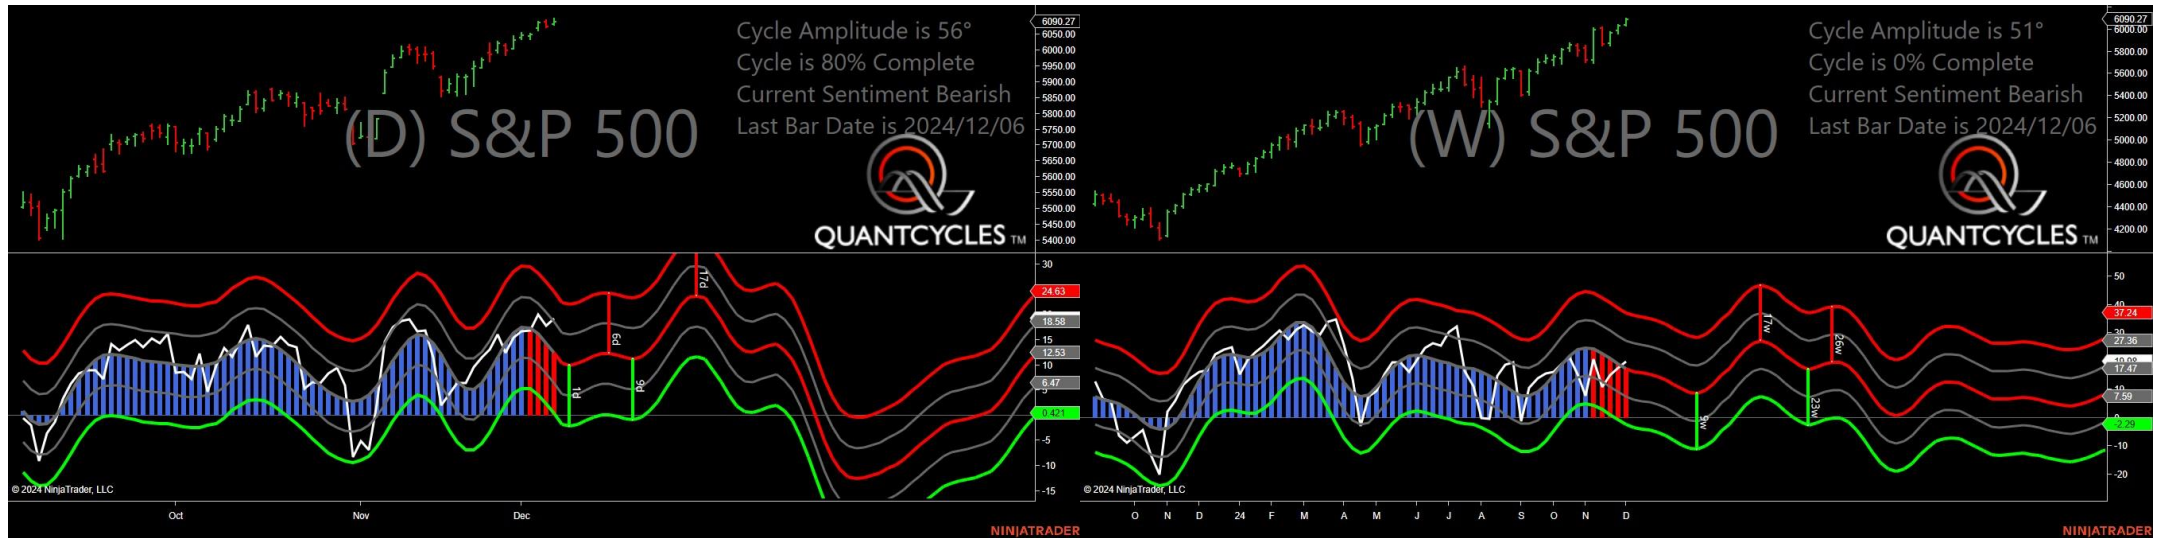 Cycle Amplitude is 56°
Cycle is 80% Complete
Current Sentiment Bearish
Last Bar Date is 2024/12/06
(D) S&P 500
QUANTCYCLES TM
6090.27
6050.00
6000.00
5950.00
5900.00
5850.00
5800.00
5750.00
5700.00
5650.00
5600.00
5550.00
5500.00
5450.00
5400.00
30
24.63
18.58
15
12.53
10
6.47
0.421
-5
-10
-15
1d
6d
9d
17d
© 2024 NinjaTrader, LLC
Oct
Nov
Dec
NINJATRADER
Cycle Amplitude is 51°
Cycle is 0% Complete
Current Sentiment Bearish
Last Bar Date is 2024/12/06
(W) S&P 500
QUANTCYCLES TM
6090.27
6000.00
5800.00
5600.00
5400.00
5200.00
5000.00
4800.00
4600.00
4400.00
4200.00
50
40
37.24
30
27.36
17.47
10
7.59
0
-2.29
-10
-20
9w
17w
23w
26w
© 2024 NinjaTrader, LLC
O N D 24 F M A M J J A S O N D
NINJATRADER